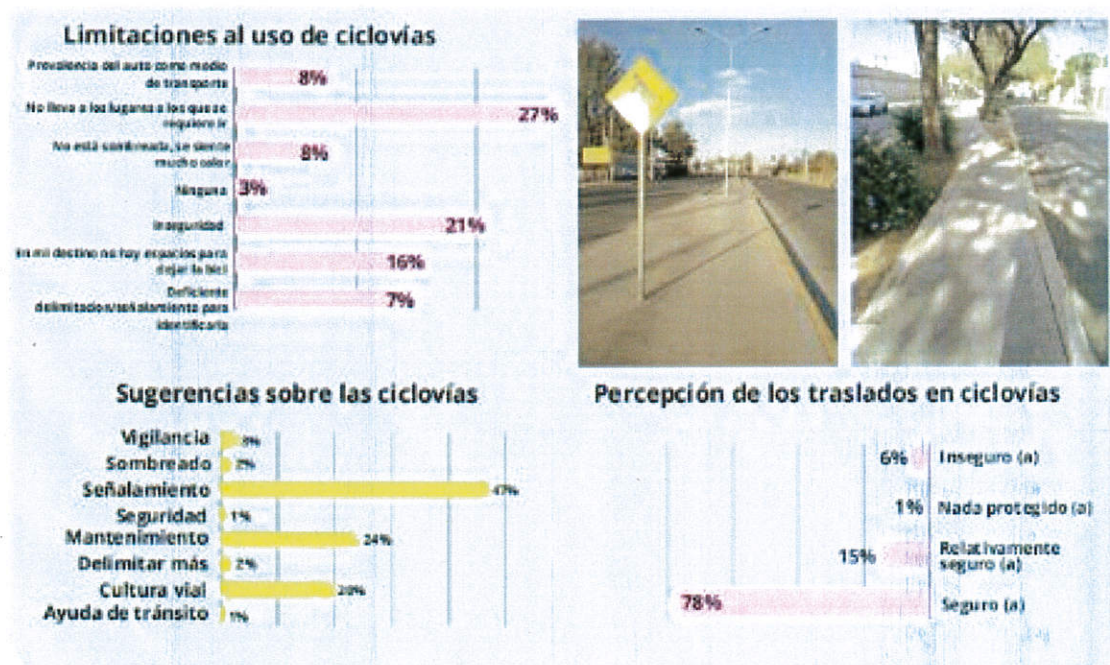 Limitaciones al uso de ciclovías
Prevalencia del auto como medio
de transporte
8%
No lleva a los lugares a los que se
requiere ir
27%
No está sombreada, se siente
mucho calor
8%
Ninguna
3%
Inseguridad
21%
En mi destino no hay espacios para
dejar la bici
16%
Deficiente
delimitacion/señalamiento para
identificarla
7%
Sugerencias sobre las ciclovías
Vigilancia
3%
Sombreado
2%
Señalamiento
47%
Seguridad
1%
Mantenimiento
24%
Delimitar más
2%
Cultura vial
20%
Ayuda de tránsito
1%
Percepción de los traslados en ciclovías
6% Inseguro (a)
1% Nada protegido (a)
15% Relativamente
seguro (a)
78% Seguro (a)